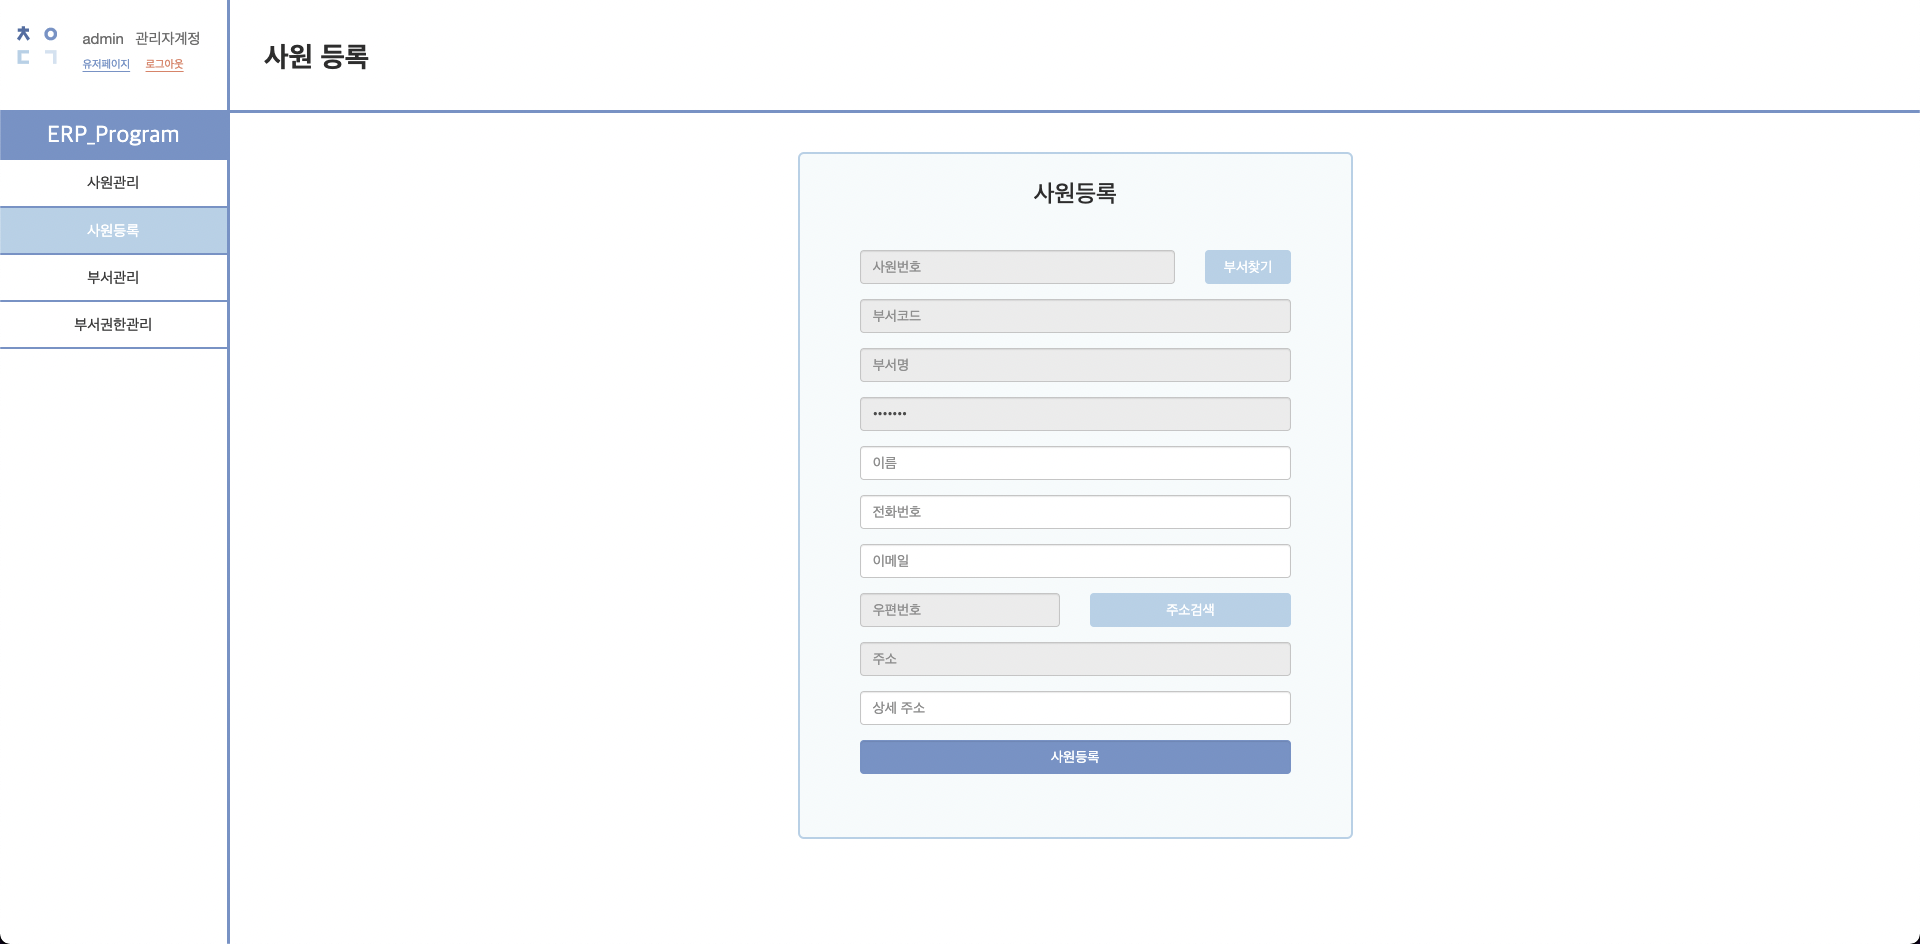 ㅊ ㅇ
ㄷ ㄱ
admin 관리자계정
유저페이지 로그아웃
사원 등록
ERP_Program
사원관리
사원등록
부서관리
부서권한관리
사원등록
사원번호 부서찾기
부서코드
부서명
•••••••
이름
전화번호
이메일
우편번호 주소검색
주소
상세 주소
사원등록